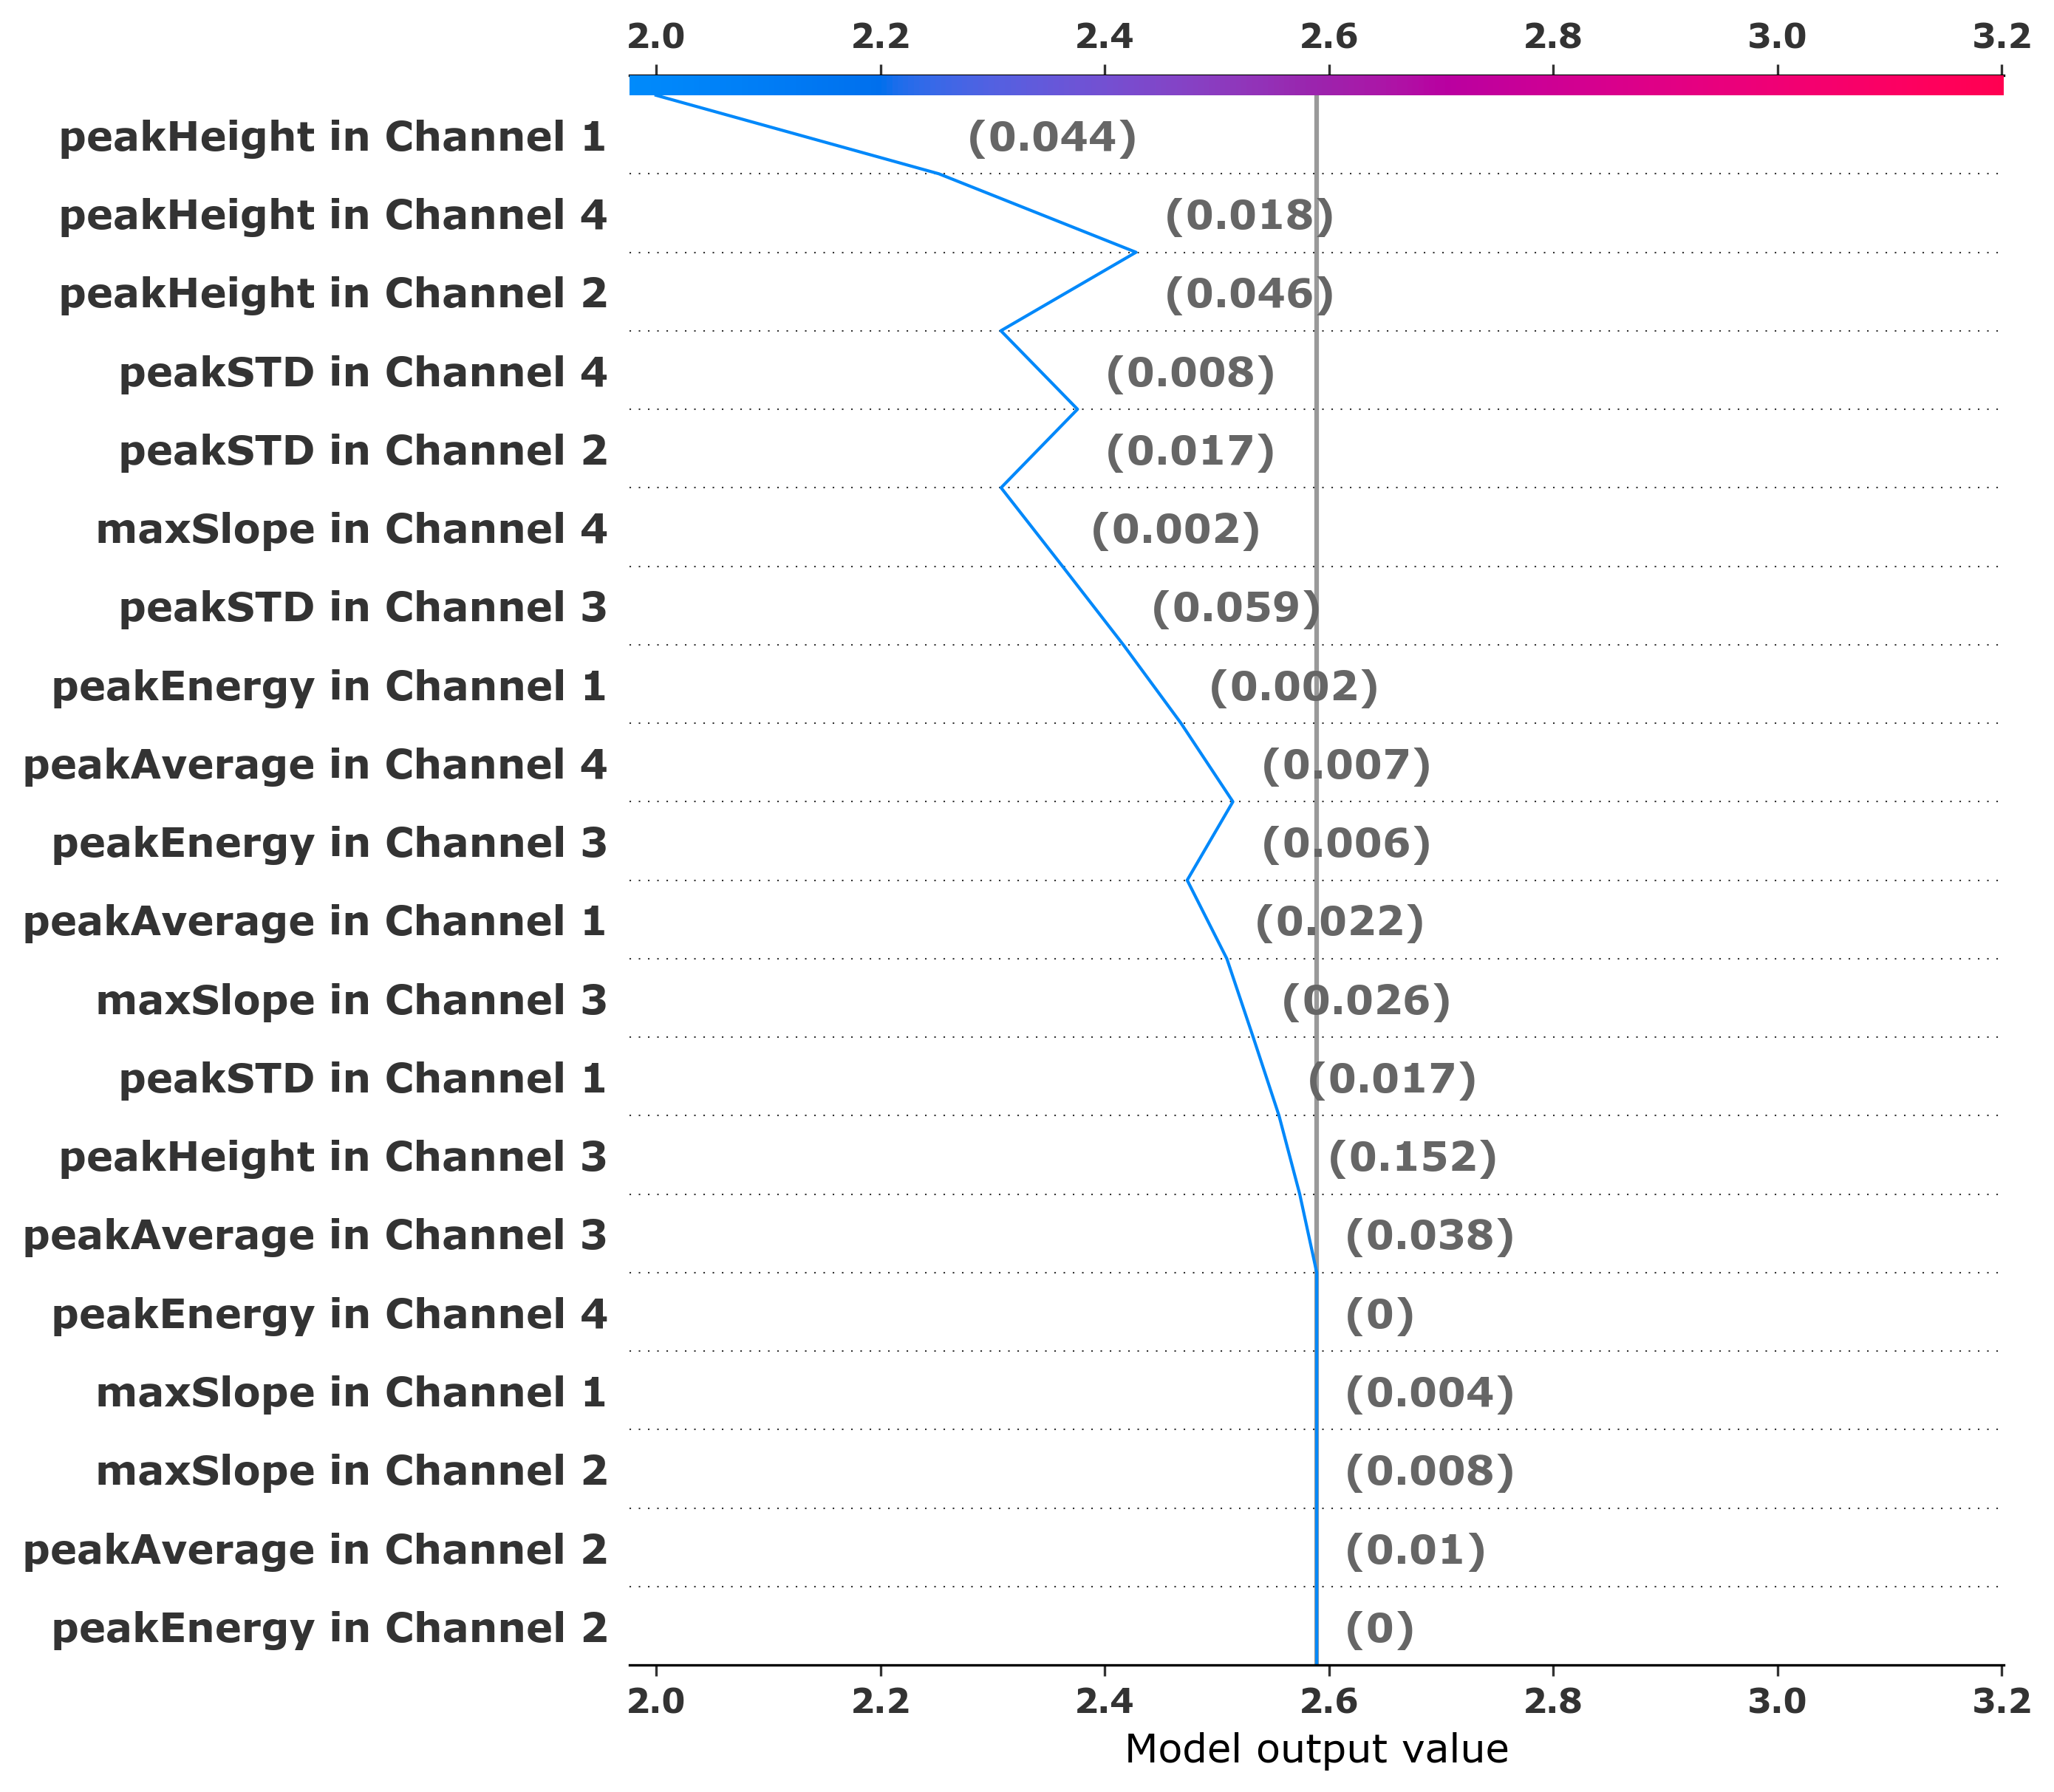 2.0 2.2 2.4 2.6 2.8 3.0 3.2
peakHeight in Channel 1 (0.044)
peakHeight in Channel 4 (0.018)
peakHeight in Channel 2 (0.046)
peakSTD in Channel 4 (0.008)
peakSTD in Channel 2 (0.017)
maxSlope in Channel 4 (0.002)
peakSTD in Channel 3 (0.059)
peakEnergy in Channel 1 (0.002)
peakAverage in Channel 4 (0.007)
peakEnergy in Channel 3 (0.006)
peakAverage in Channel 1 (0.022)
maxSlope in Channel 3 (0.026)
peakSTD in Channel 1 (0.017)
peakHeight in Channel 3 (0.152)
peakAverage in Channel 3 (0.038)
peakEnergy in Channel 4 (0)
maxSlope in Channel 1 (0.004)
maxSlope in Channel 2 (0.008)
peakAverage in Channel 2 (0.01)
peakEnergy in Channel 2 (0)
2.0 2.2 2.4 2.6 2.8 3.0 3.2
Model output value